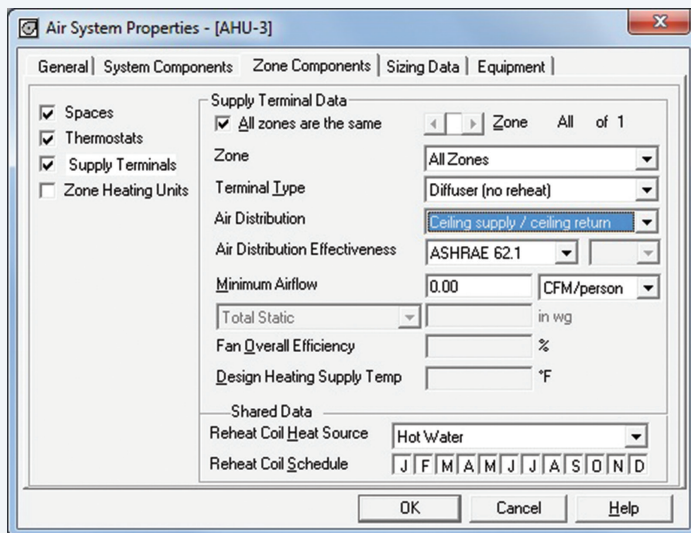 Air System Properties - [AHU-3]
x
General System Components Zone Components Sizing Data Equipment
Spaces
Thermostats
Supply Terminals
Zone Heating Units
Supply Terminal Data
All zones are the same Zone All of 1
Zone All Zones
Terminal Type Diffuser (no reheat)
Air Distribution Ceiling supply / ceiling return
Air Distribution Effectiveness ASHRAE 62.1
Minimum Airflow 0.00 CFM/person
Total Static in wg
Fan Overall Efficiency %
Design Heating Supply Temp °F
Shared Data
Reheat Coil Heat Source Hot Water
Reheat Coil Schedule J F M A M J J A S O N D
OK Cancel Help